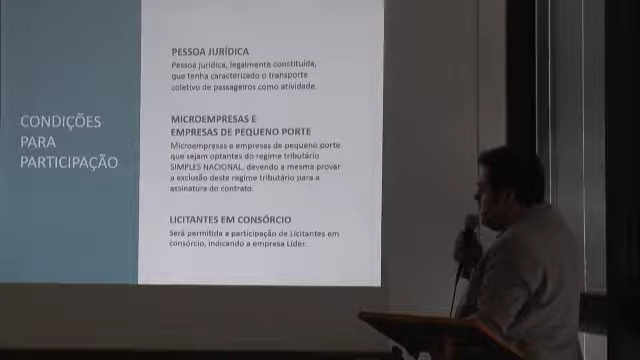 CONDIÇÕES
PARA
PARTICIPAÇÃO
PESSOA JURÍDICA
Pessoa jurídica, legalmente constituída,
que tenha caracterizado o transporte
coletivo de passageiros como atividade.
MICROEMPRESAS E
EMPRESAS DE PEQUENO PORTE
Microempresas e empresas de pequeno porte
que sejam optantes do regime tributário
SIMPLES NACIONAL, devendo a mesma provar
a exclusão deste regime tributário para a
assinatura do contrato.
LICITANTES EM CONSÓRCIO
Será permitida a participação de Licitantes em
consórcio, indicando a empresa Líder.